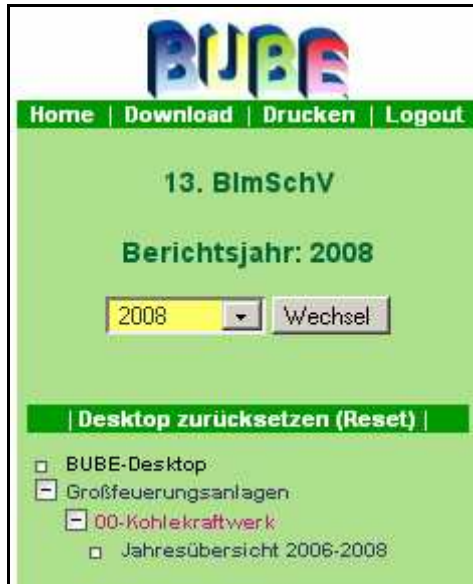 BUBE
Home | Download | Drucken | Logout
13. BImSchV
Berichtsjahr: 2008
2008 Wechsel
| Desktop zurücksetzen (Reset) |
BUBE-Desktop
Großfeuerungsanlagen
00-Kohlekraftwerk
Jahresübersicht 2006-2008